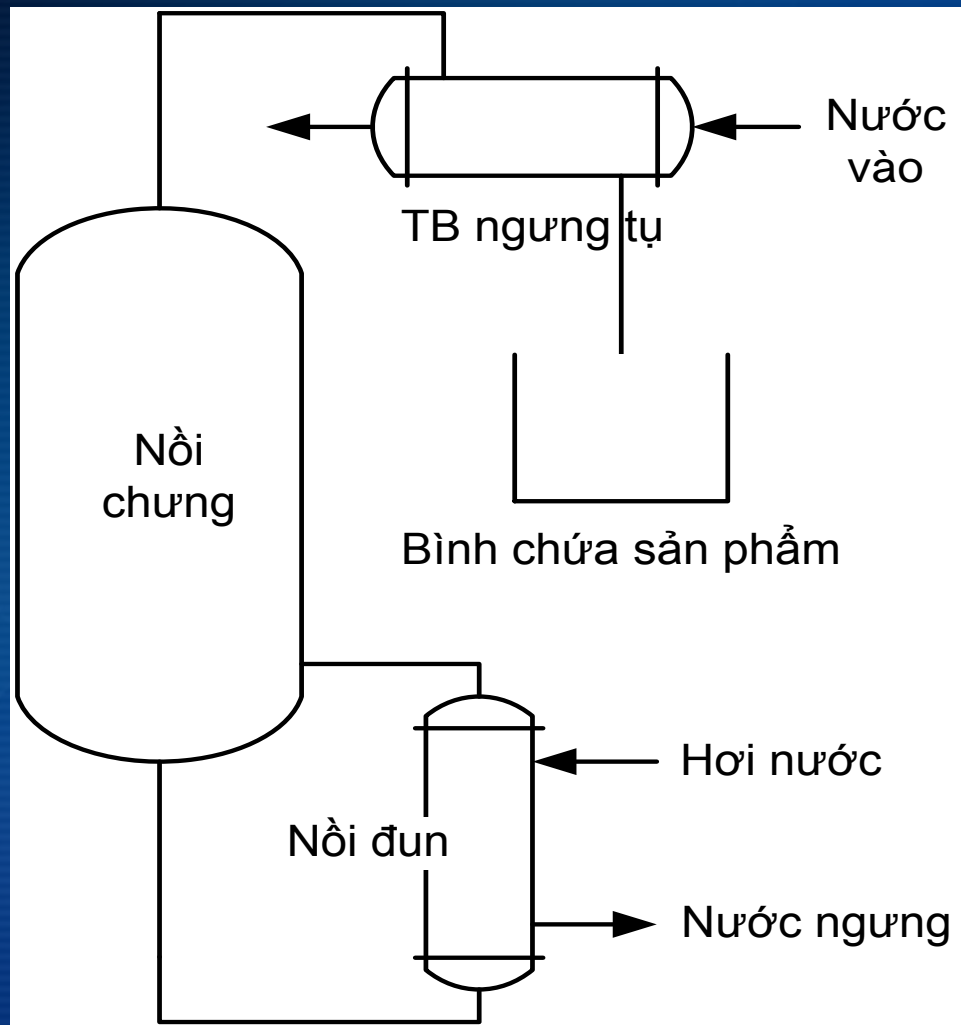 Nước
vào
TB ngưng tụ
Nồi
chưng
Bình chứa sản phẩm
Hơi nước
Nồi đun
Nước ngưng